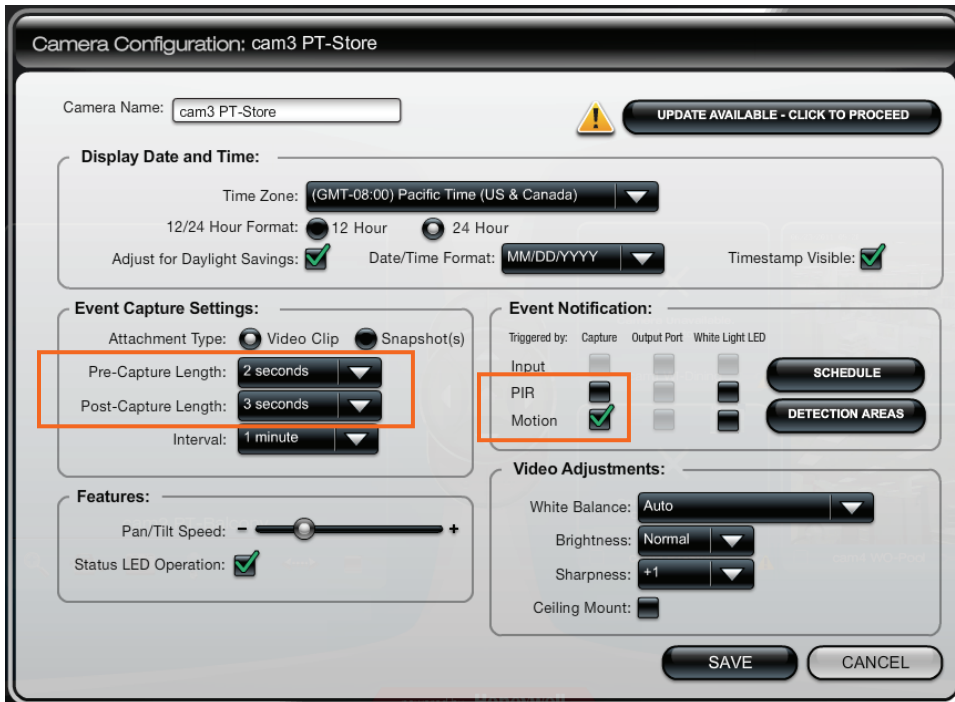 Camera Configuration: cam3 PT-Store
Camera Name: cam3 PT-Store
UPDATE AVAILABLE - CLICK TO PROCEED
Display Date and Time:
Time Zone: (GMT-08:00) Pacific Time (US & Canada)
12/24 Hour Format: 12 Hour 24 Hour
Adjust for Daylight Savings: Date/Time Format: MM/DD/YYYY Timestamp Visible:
Event Capture Settings:
Attachment Type: Video Clip Snapshot(s)
Pre-Capture Length: 2 seconds
Post-Capture Length: 3 seconds
Interval: 1 minute
Event Notification:
Triggered by: Capture Output Port White Light LED
Input
PIR
Motion
SCHEDULE
DETECTION AREAS
Features:
Pan/Tilt Speed: - +
Status LED Operation:
Video Adjustments:
White Balance: Auto
Brightness: Normal
Sharpness: +1
Ceiling Mount:
SAVE CANCEL